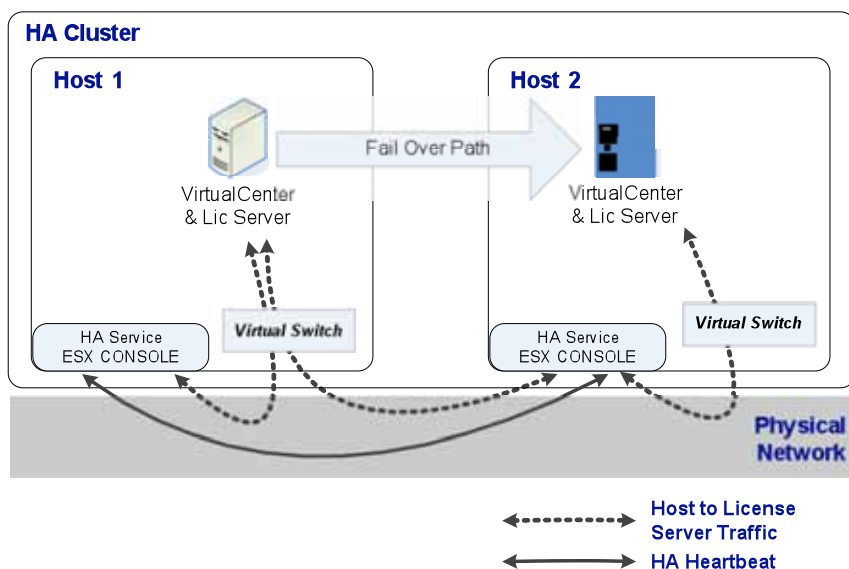 HA Cluster
Host 1
Host 2
Fail Over Path
VirtualCenter
& Lic Server
VirtualCenter
& Lic Server
Virtual Switch
Virtual Switch
HA Service
ESX CONSOLE
HA Service
ESX CONSOLE
Physical
Network
Host to License
Server Traffic
HA Heartbeat